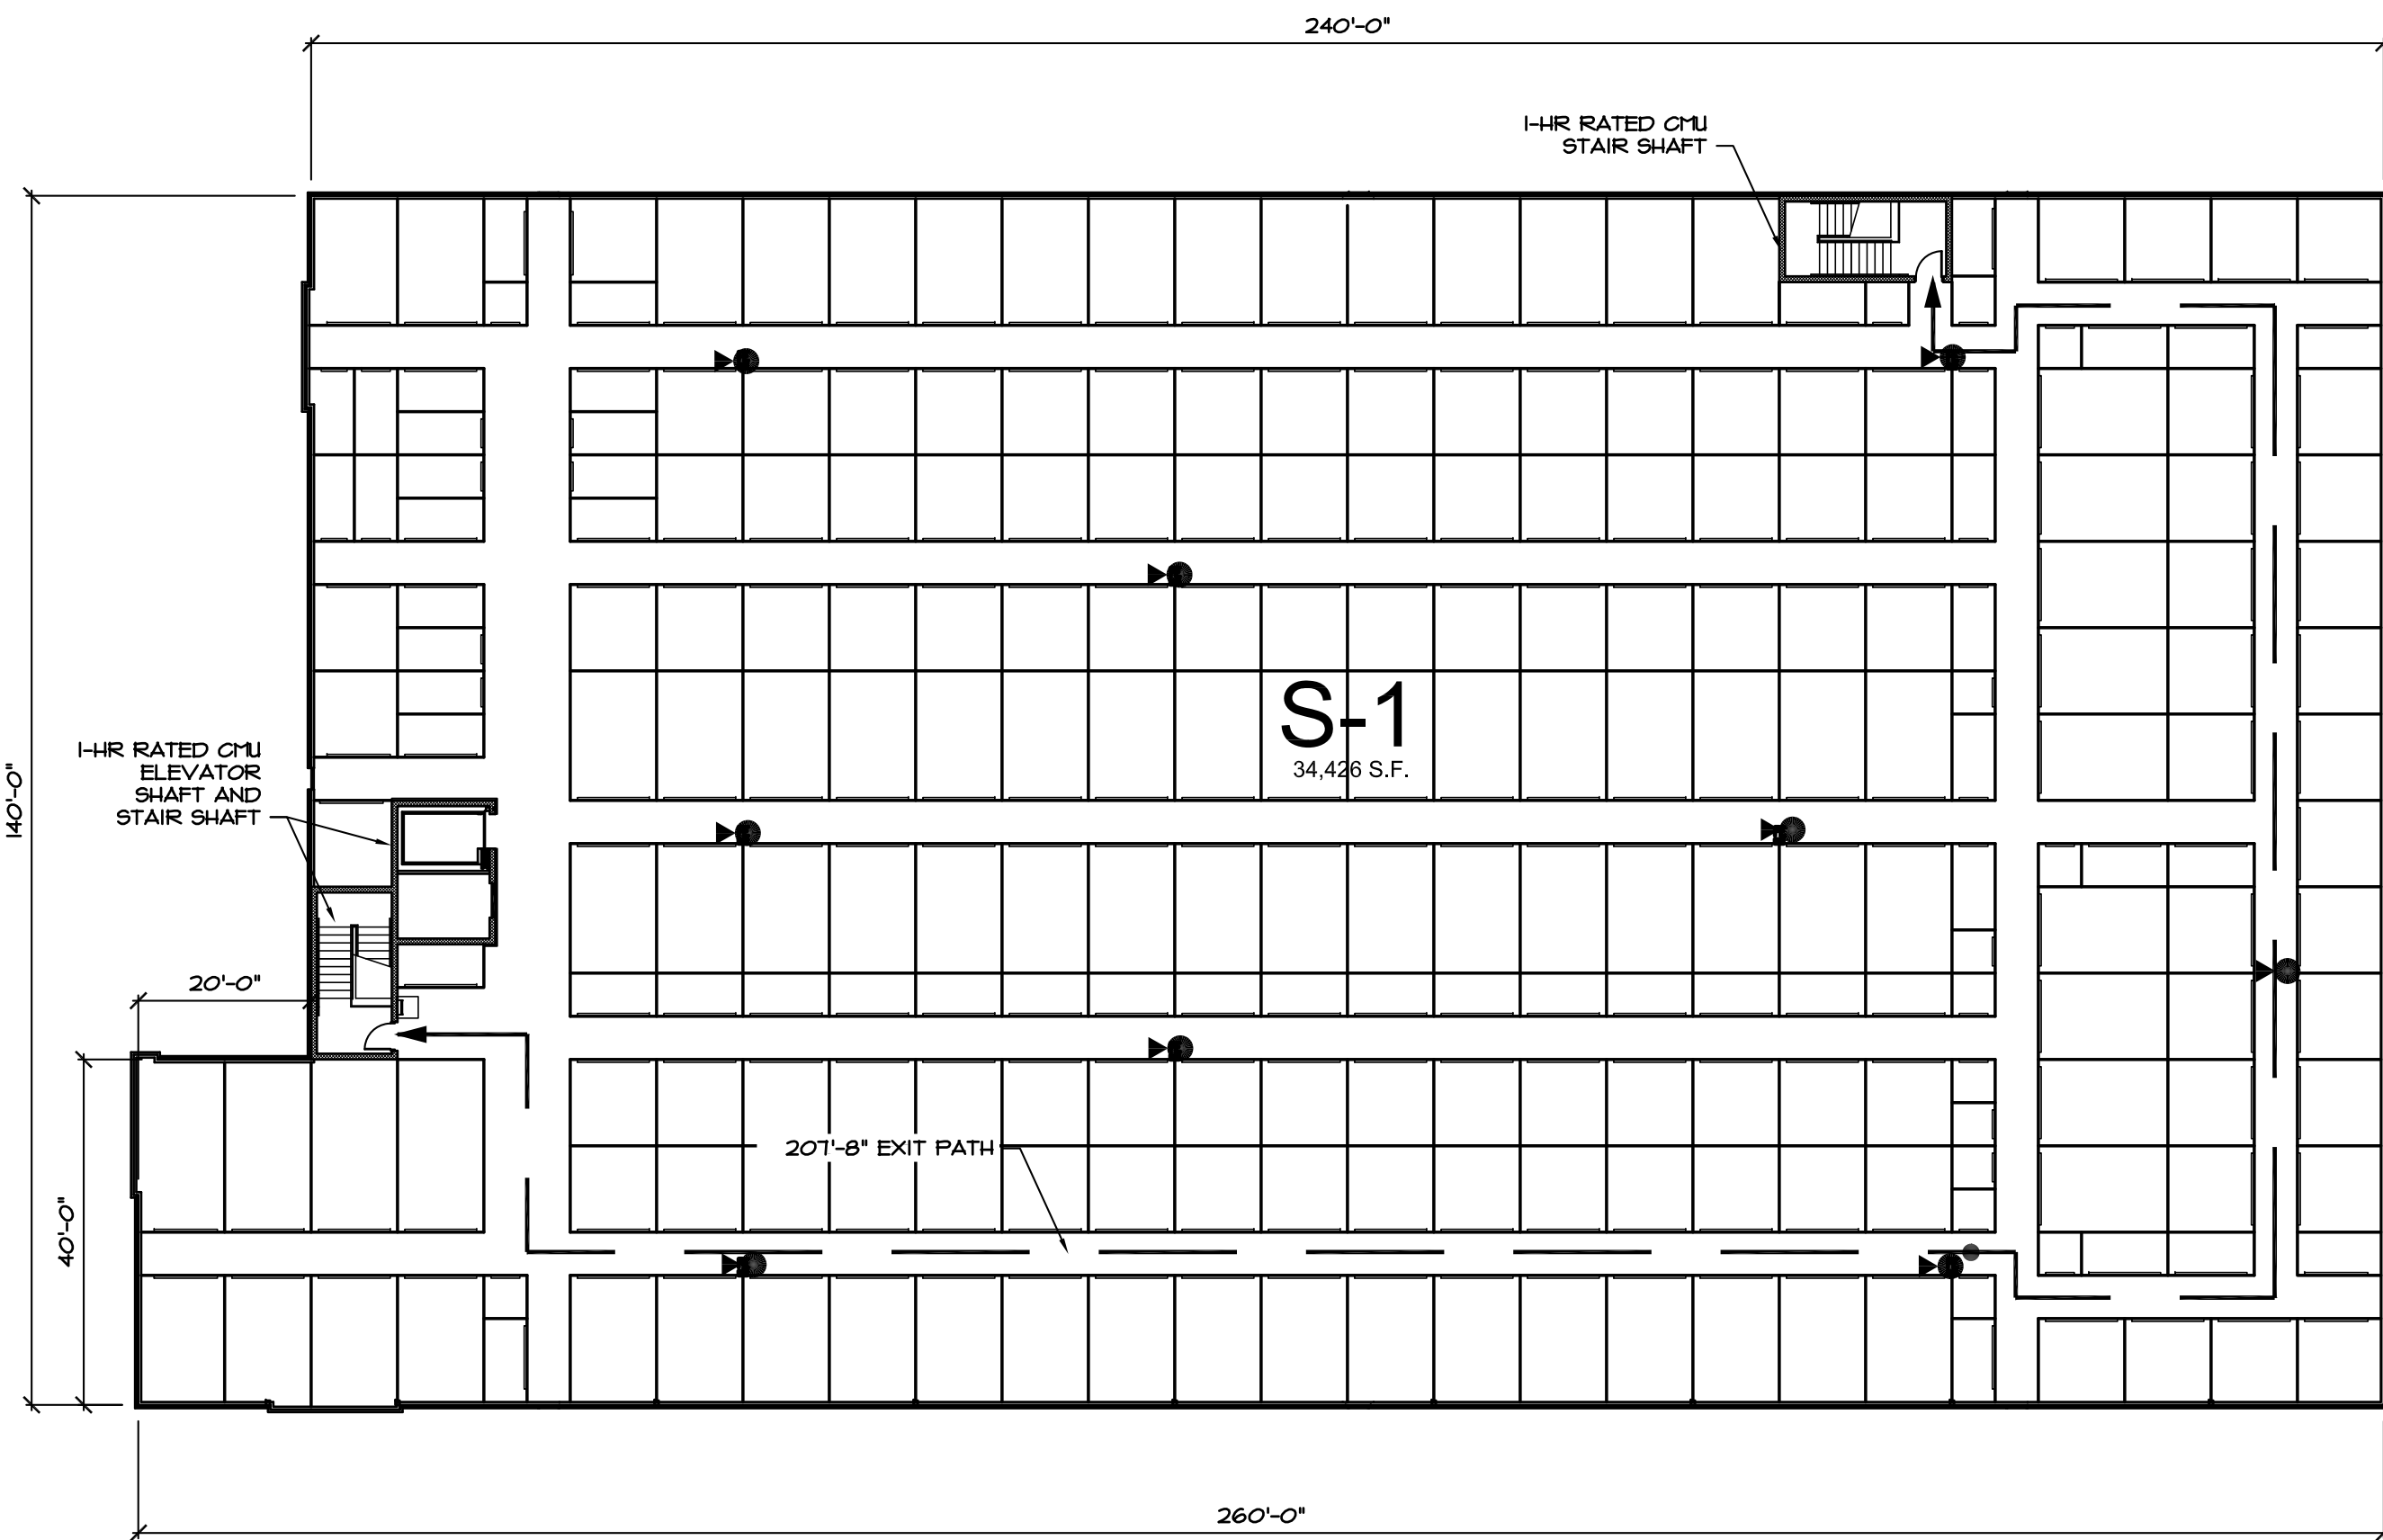 240'-0"
1-HR RATED CMU
STAIR SHAFT
S-1
34,426 S.F.
1-HR RATED CMU
ELEVATOR
SHAFT AND
STAIR SHAFT
140'-0"
20'-0"
207'-8" EXIT PATH
40'-0"
260'-0"